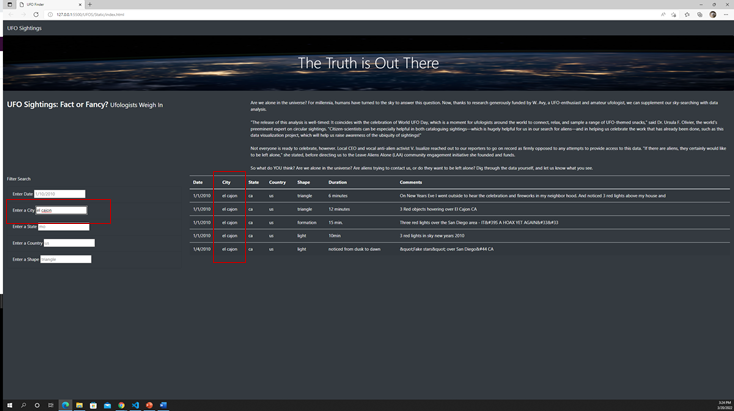 UFO Finder
127.0.0.1
UFO Sightings
The Truth is Out There
UFO Sightings: Fact or Fancy? Ufologists Weigh In
Are we alone in the universe? For millennia, humans have turned to the sky to answer this question. Now, thanks to research generously funded by W. Avy, a UFO enthusiast and amateur ufologist, we can supplement our sky searching with data
analysis.
"The release of this analysis is well-timed: It coincides with the celebration of World UFO Day, which is a moment for ufologists around the world to connect, relax, and sample a range of UFO-themed snacks," said Dr. Ursula F. Olivier, the world's
preeminent expert on circular sightings. "Citizen scientists can be especially helpful in both cataloguing sightings—which is hugely helpful for us in our search for aliens—and in helping us celebrate the work that has already been done, such as this
data visualization project, which will help us raise awareness of the ubiquity of sightings!"
Not everyone is ready to celebrate, however. Local CEO and vocal anti-alien activist V. Isualize reached out to our reporters to go on record as firmly opposed to any attempts to provide access to this data. "If there are aliens, they certainly would like
to be left alone," she stated, before directing us to the Leave Aliens Alone (LAA) community engagement initiative she founded and funds.
So what do YOU think? Are we alone in the universe? Are aliens trying to contact us, or do they want to be left alone? Dig through the data yourself, and let us know what you see.
Filter Search
Enter Date 1/10/2010
Enter a City el cajon
Enter a State
Enter a Country us
Enter a Shape triangle
Date City State Country Shape Duration Comments
1/1/2010 el cajon ca us triangle 6 minutes On New Years Eve I went outside to hear the celebration and fireworks in my neighbor hood. And noticed 3 red lights above my house and
1/1/2010 el cajon ca us triangle 12 minutes 3 Red objects hovering over El Cajon CA
1/1/2010 el cajon ca us formation 15 min. Three red lights over the San Diego area - IT&#39S A HOAX YET AGAIN&#33&#33
1/1/2010 el cajon ca us light 10min 3 red lights in sky new years 2010
1/4/2010 el cajon ca us light noticed from dusk to dawn &quot;Fake stars&quot; over San Diego&#44 CA
3:24 PM
3/20/2022